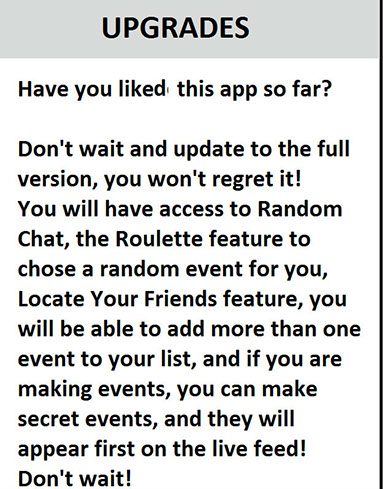 UPGRADES
Have you liked this app so far?
Don't wait and update to the full
version, you won't regret it!
You will have access to Random
Chat, the Roulette feature to
chose a random event for you,
Locate Your Friends feature, you
will be able to add more than one
event to your list, and if you are
making events, you can make
secret events, and they will
appear first on the live feed!
Don't wait!